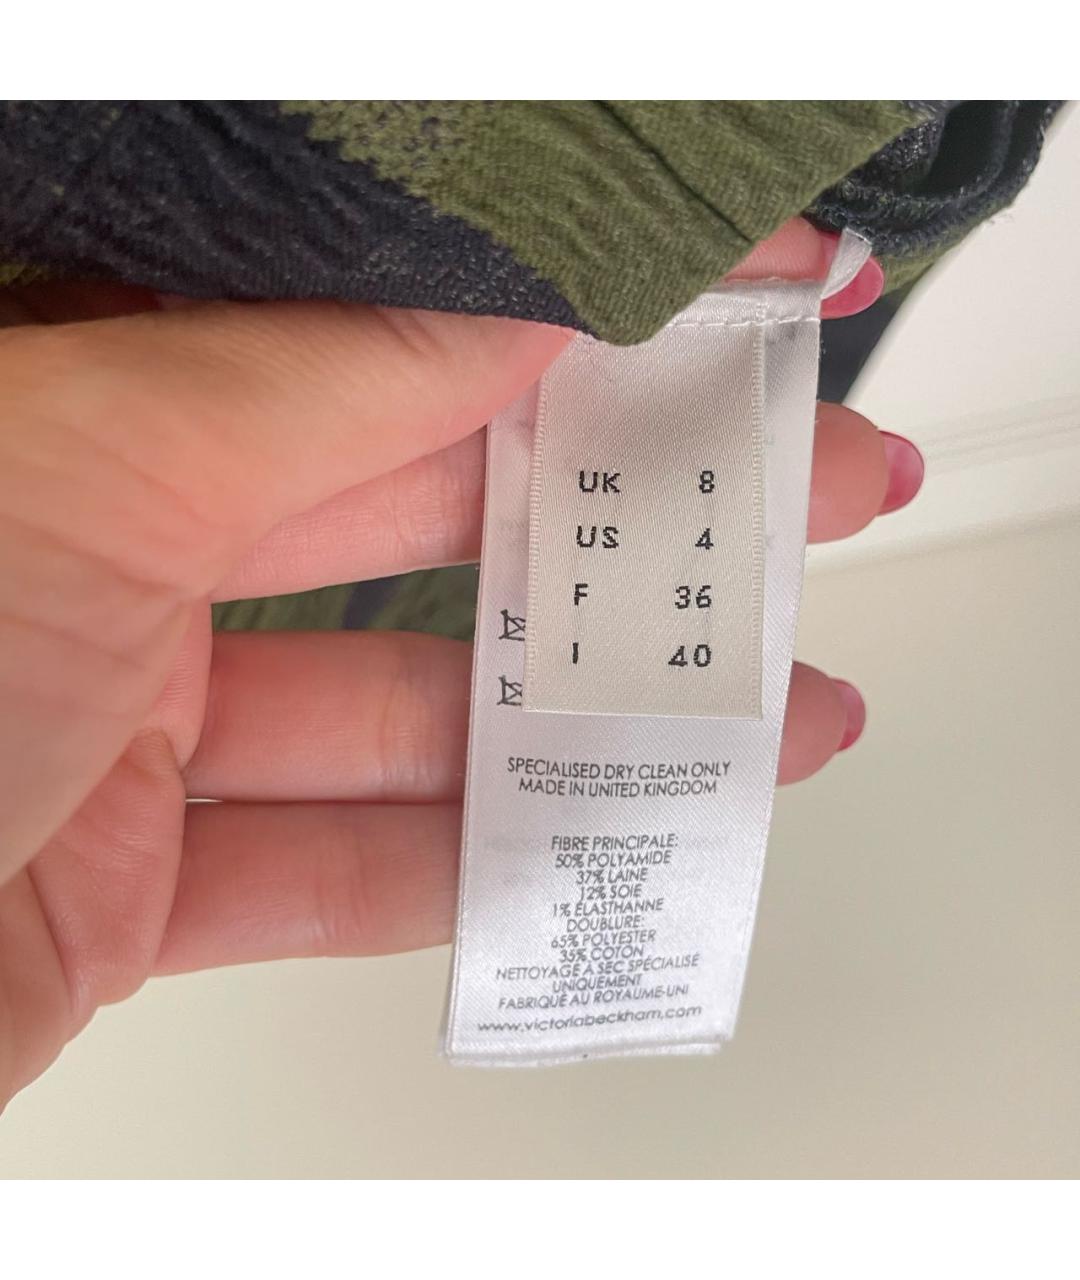 UK 8
US 4
F 36
I 40
SPECIALISED DRY CLEAN ONLY
MADE IN UNITED KINGDOM
FIBRE PRINCIPALE:
50% POLYAMIDE
37% LAINE
12% SOIE
1% ÉLASTHANNE
DOUBLURE:
65% POLYESTER
35% COTON
NETTOYAGE À SEC SPÉCIALISÉ
UNIQUEMENT
FABRIQUÉ AU ROYAUME-UNI
www.victoriabeckham.com